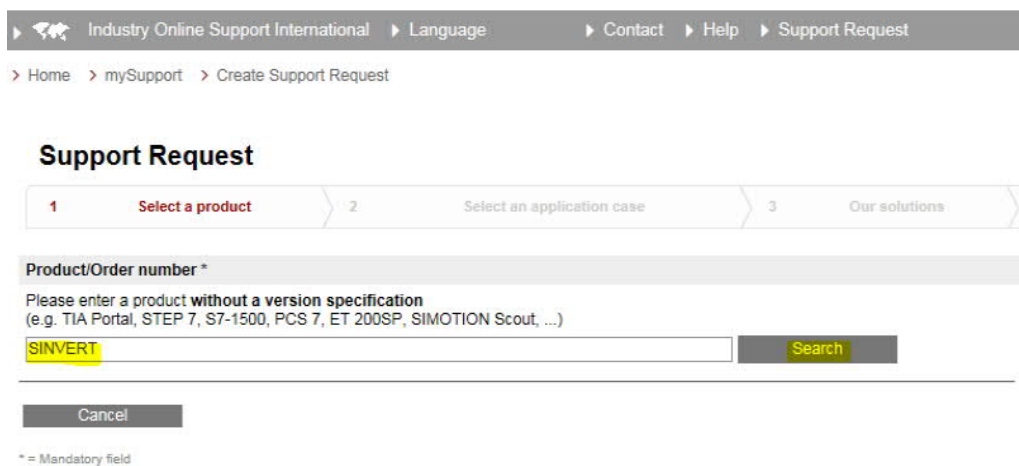 Industry Online Support International Language Contact Help Support Request
> Home > mySupport > Create Support Request
Support Request
1 Select a product 2 Select an application case 3 Our solutions
Product/Order number *
Please enter a product without a version specification
(e.g. TIA Portal, STEP 7, S7-1500, PCS 7, ET 200SP, SIMOTION Scout, ...)
SINVERT Search
Cancel
* = Mandatory field